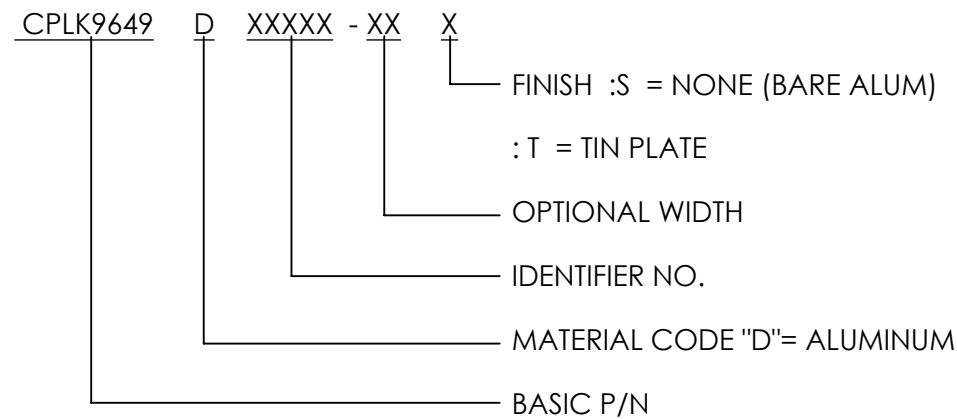 CPLK9649 D XXXXX - XX X
FINISH :S = NONE (BARE ALUM)
: T = TIN PLATE
OPTIONAL WIDTH
IDENTIFIER NO.
MATERIAL CODE "D"= ALUMINUM
BASIC P/N